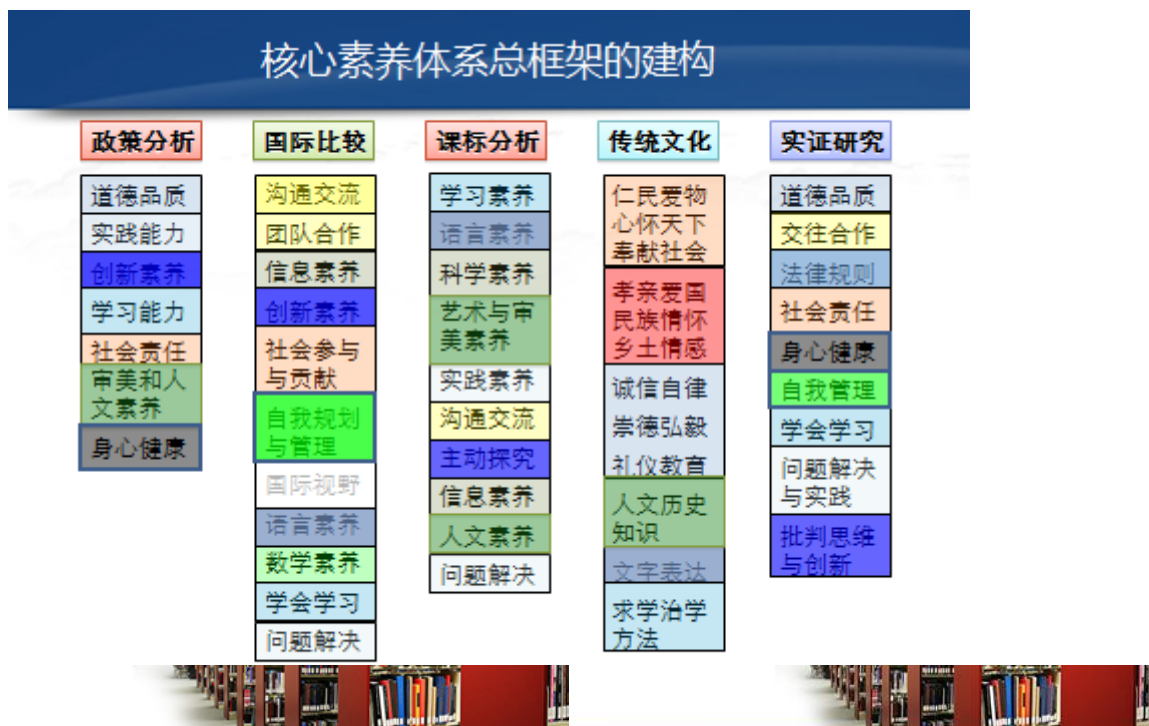 核心素养体系总框架的建构
政策分析
道德品质
实践能力
创新素养
学习能力
社会责任
审美和人
文素养
身心健康
国际比较
沟通交流
团队合作
信息素养
创新素养
社会参与
与贡献
自我规划
与管理
国际视野
语言素养
数学素养
学会学习
问题解决
课标分析
学习素养
语言素养
科学素养
艺术与审
美素养
实践素养
沟通交流
主动探究
信息素养
人文素养
问题解决
传统文化
仁民爱物
心怀天下
奉献社会
孝亲爱国
民族情怀
乡土情感
诚信自律
崇德弘毅
礼仪教育
人文历史
知识
文字表达
求学治学
方法
实证研究
道德品质
交往合作
法律规则
社会责任
身心健康
自我管理
学会学习
问题解决
与实践
批判思维
与创新